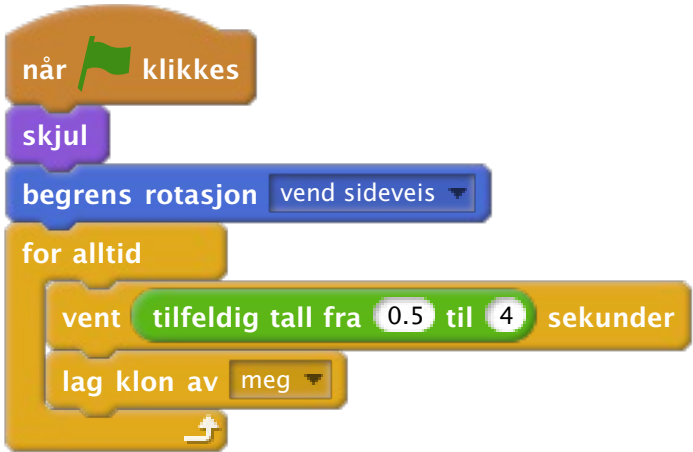 når klikkes
skjul
begrens rotasjon vend sideveis
for alltid
vent tilfeldig tall fra 0.5 til 4 sekunder
lag klon av meg